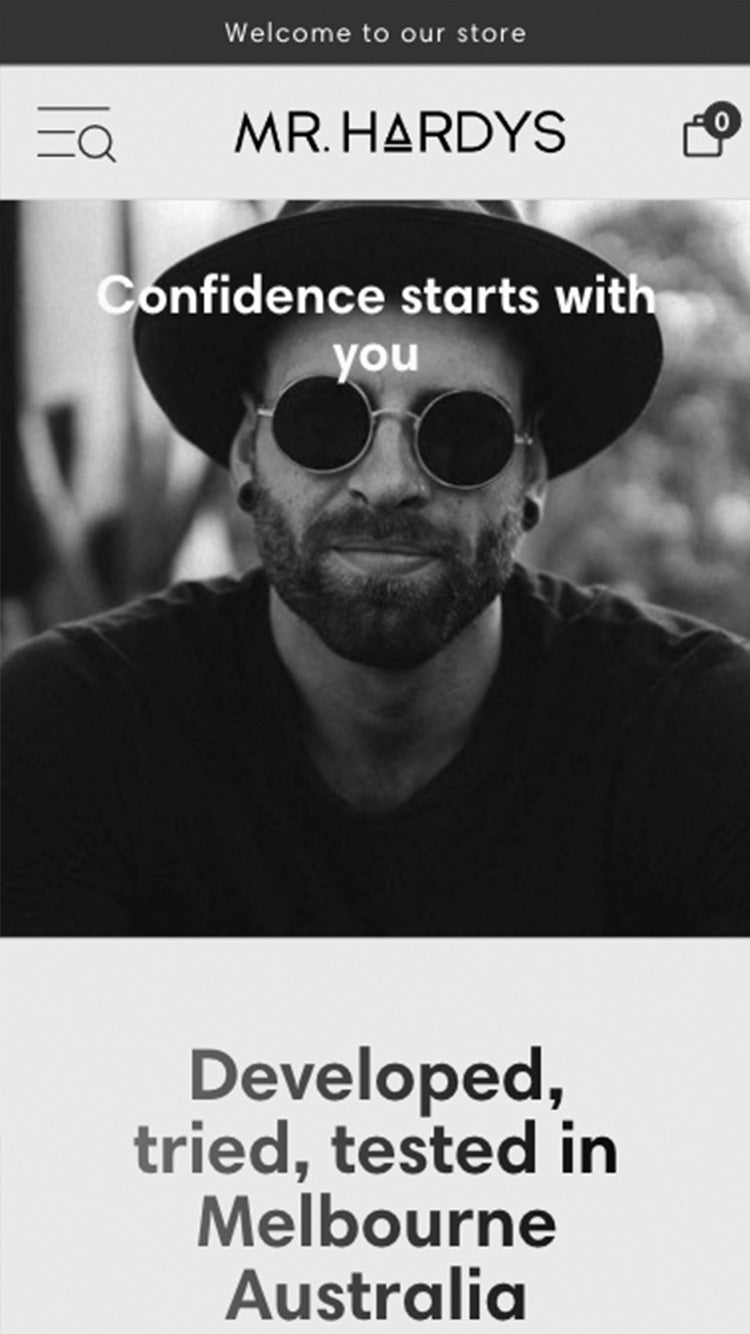 Welcome to our store
MR. HARDYS
0
Confidence starts with
you
Developed,
tried, tested in
Melbourne
Australia